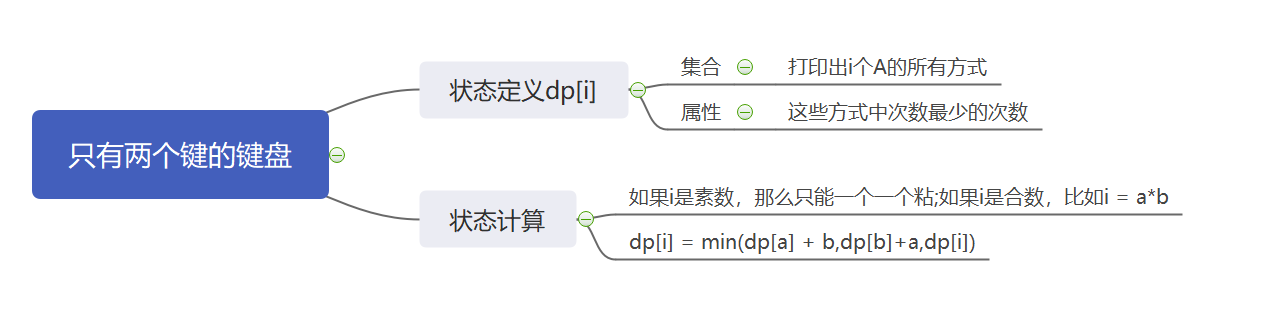 只有两个键的键盘
状态定义dp[i]
集合
打印出i个A的所有方式
属性
这些方式中次数最少的次数
状态计算
如果i是素数，那么只能一个一个粘;如果i是合数，比如i = a*b
dp[i] = min(dp[a] + b,dp[b]+a,dp[i])